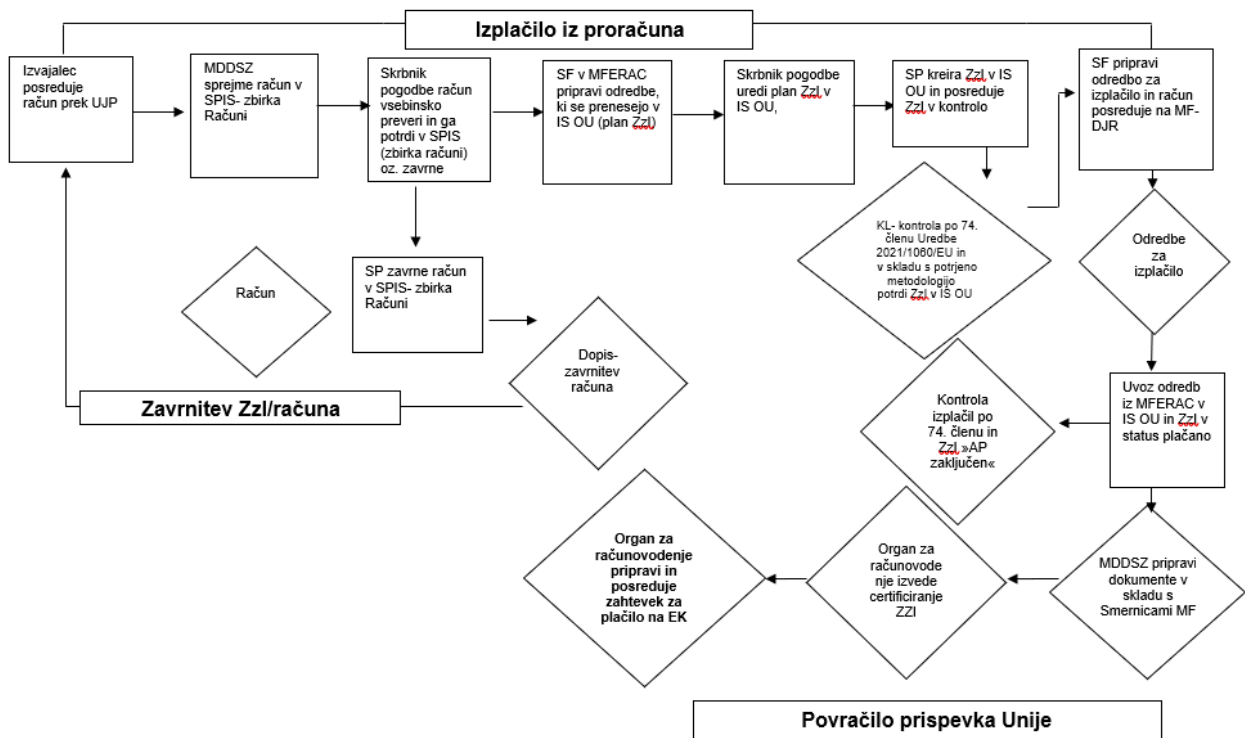 Izplačilo iz proračuna
Izvajalec
posreduje
račun prek UJP
MDDSZ
sprejme račun v
SPIS- zbirka
Računi
Skrbnik
pogodbe račun
vsebinsko
preveri in ga
potrdi v SPIS
(zbirka računi)
oz. zavrne
SF v MFERAC
pripravi odredbe,
ki se prenesejo v
IS OU (plan ZzI)
Skrbnik pogodbe
uredi plan ZzI v
IS OU,
SP kreira ZzI v IS
OU in posreduje
ZzI v kontrolo
SF pripravi
odredbo za
izplačilo in račun
posreduje na MF-
DJR
KL- kontrola po 74.
členu Uredbe
2021/1060/EU in
v skladu s potrjeno
metodologijo
potrdi ZzI v IS OU
Odredbe
za
izplačilo
Račun
SP zavrne račun
v SPIS- zbirka
Računi
Dopis-
zavrnitev
računa
Zavrnitev ZzI/računa
Kontrola
izplačil po
74. členu in
ZzI »AP
zaključen«
Uvoz odredb
iz MFERAC v
IS OU in ZzI v
status plačano
Organ za
računovodenje
pripravi in
posreduje
zahtevek za
plačilo na EK
Organ za
računovode
nje izvede
certificiranje
ZZI
MDDSZ pripravi
dokumente v
skladu s
Smernicami MF
Povračilo prispevka Unije